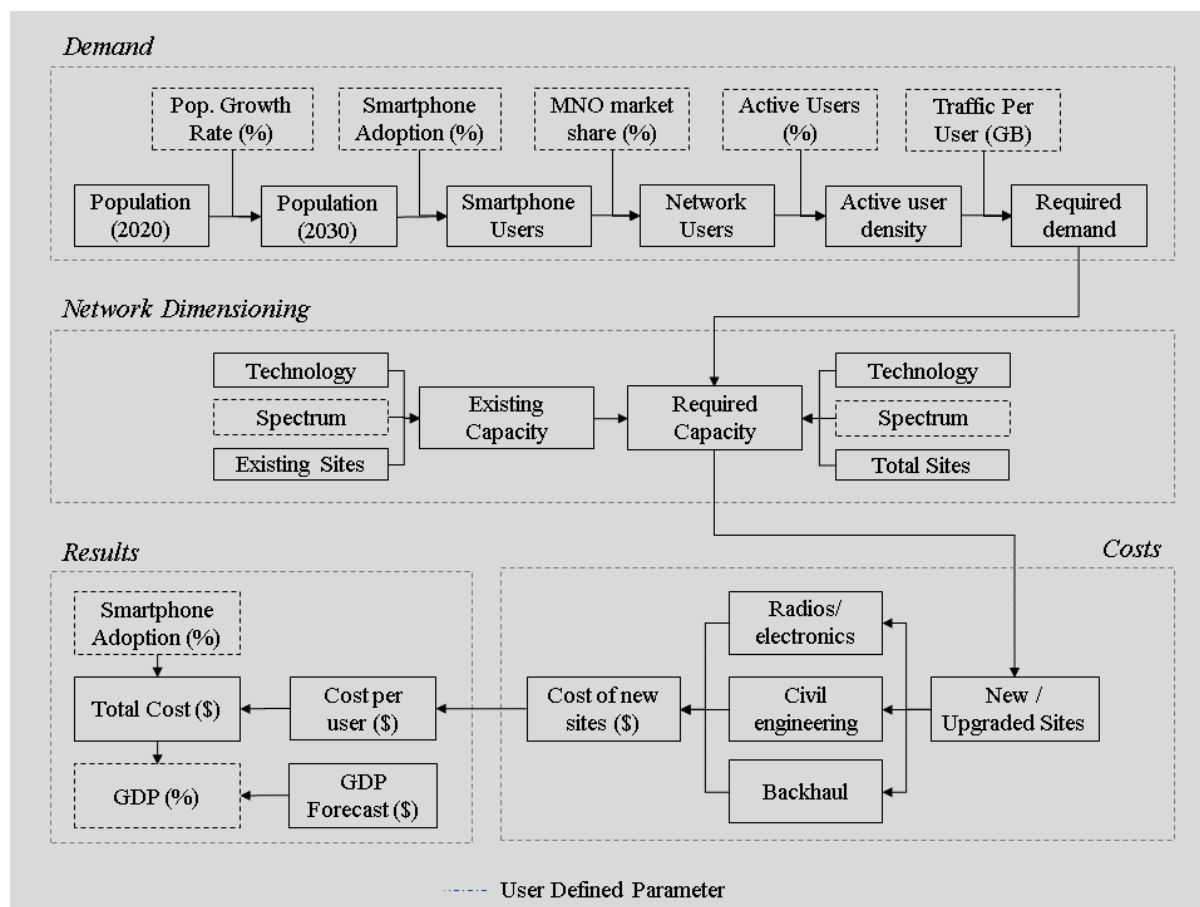 Demand
Pop. Growth
Rate (%)
Smartphone
Adoption (%)
MNO market
share (%)
Active Users
(%)
Traffic Per
User (GB)
Population
(2020)
Population
(2030)
Smartphone
Users
Network
Users
Active user
density
Required
demand
Network Dimensioning
Technology
Spectrum
Existing Sites
Existing
Capacity
Required
Capacity
Technology
Spectrum
Total Sites
Results
Smartphone
Adoption (%)
Total Cost ($)
Cost per
user ($)
GDP (%)
GDP
Forecast ($)
Costs
Cost of new
sites ($)
Radios/
electronics
Civil
engineering
Backhaul
New /
Upgraded Sites
User Defined Parameter